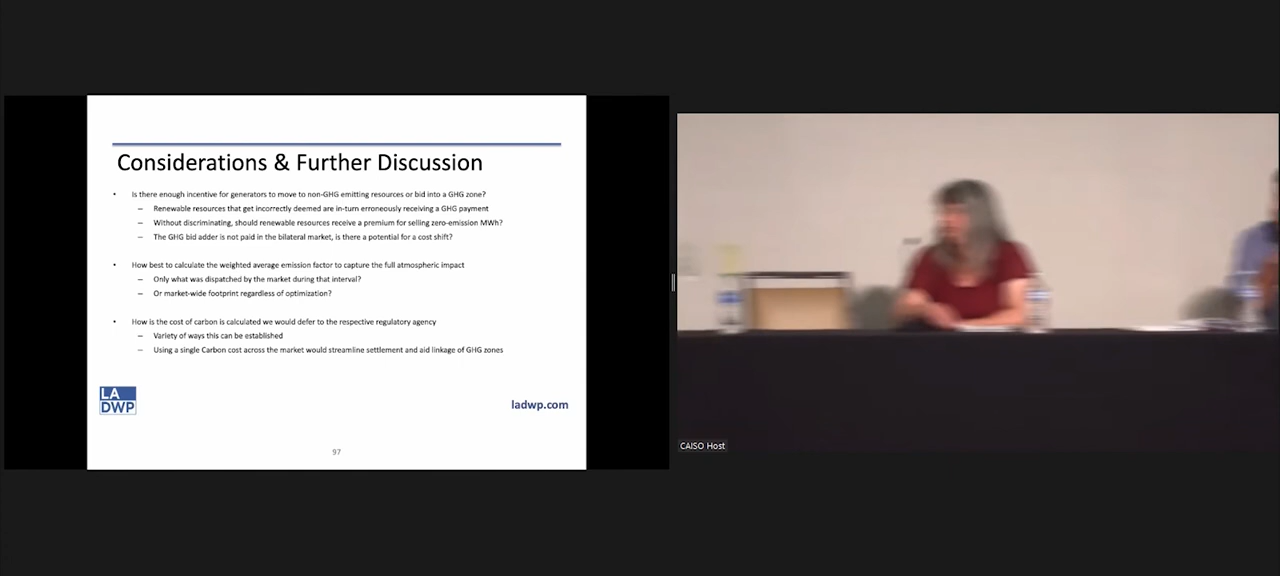 Considerations & Further Discussion
• Is there enough incentive for generators to move to non-GHG emitting resources or bid into a GHG zone?
– Renewable resources that get incorrectly deemed are in-turn erroneously receiving a GHG payment
– Without discriminating, should renewable resources receive a premium for selling zero-emission MWh?
– The GHG bid adder is not paid in the bilateral market, is there a potential for a cost shift?
• How best to calculate the weighted average emission factor to capture the full atmospheric impact
– Only what was dispatched by the market during that interval?
– Or market-wide footprint regardless of optimization?
• How is the cost of carbon is calculated we would defer to the respective regulatory agency
– Variety of ways this can be established
– Using a single Carbon cost across the market would streamline settlement and aid linkage of GHG zones
LA
DWP
ladwp.com
97
CAISO Host